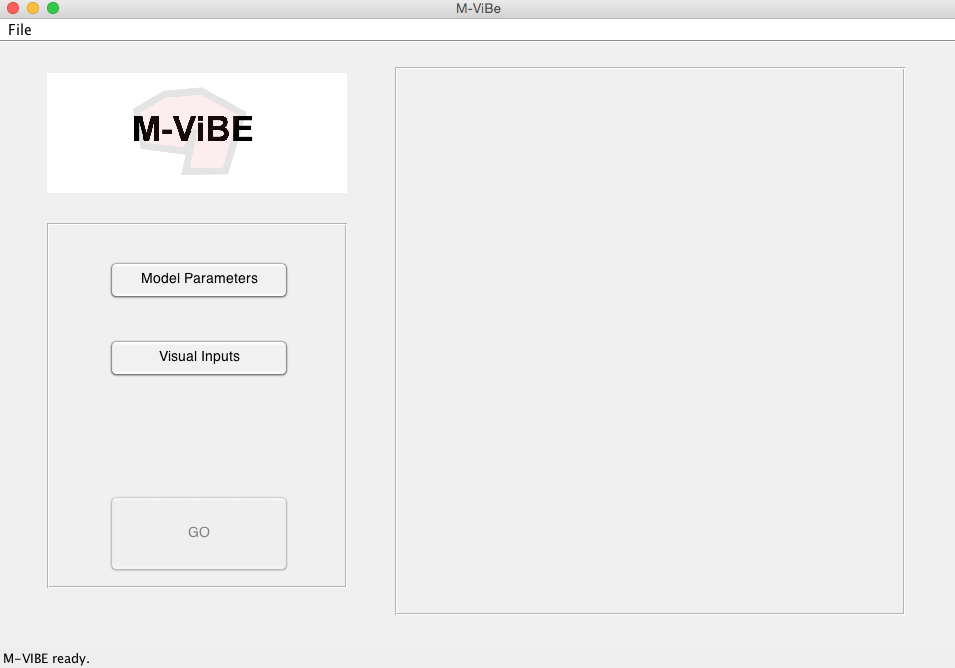 M-ViBe
File
M-ViBE
Model Parameters
Visual Inputs
GO
M-VIBE ready.